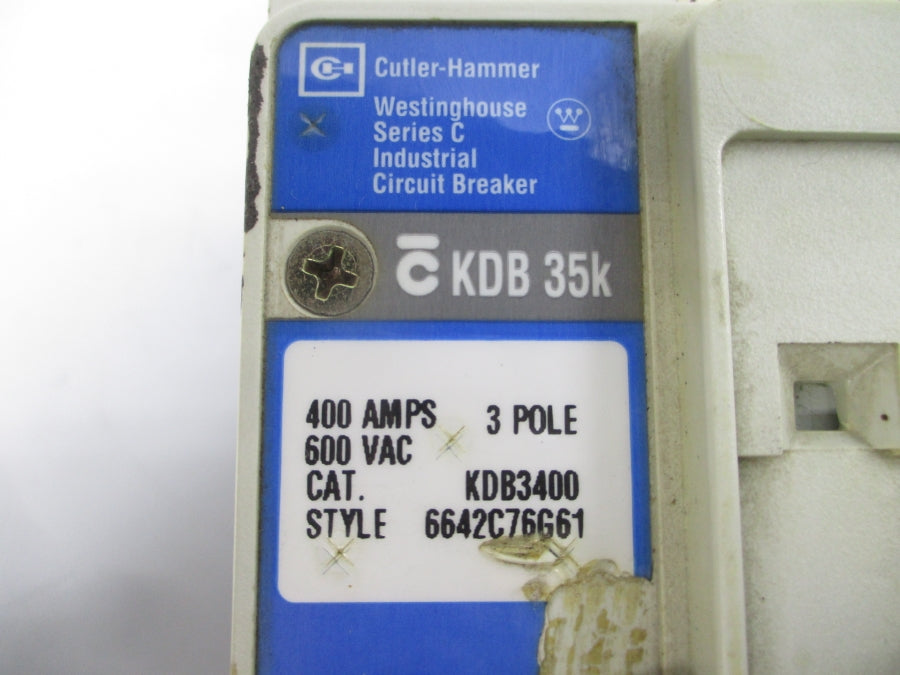 Cutler-Hammer
Westinghouse
Series C
Industrial
Circuit Breaker
W
C KDB 35k
400 AMPS 3 POLE
600 VAC
CAT. KDB3400
STYLE 6642C76G61